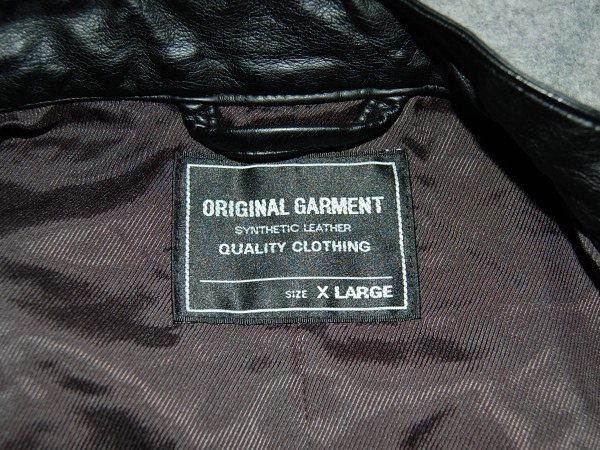 ORIGINAL GARMENT
SYNTHETIC LEATHER
QUALITY CLOTHING
SIZE X LARGE